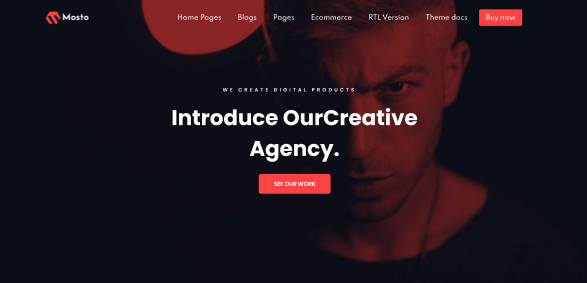 Mosto
Home Pages Blogs Pages Ecommerce RTL Version Theme docs Buy now
WE CREATE DIGITAL PRODUCTS
Introduce OurCreative
Agency.
SEE OUR WORK